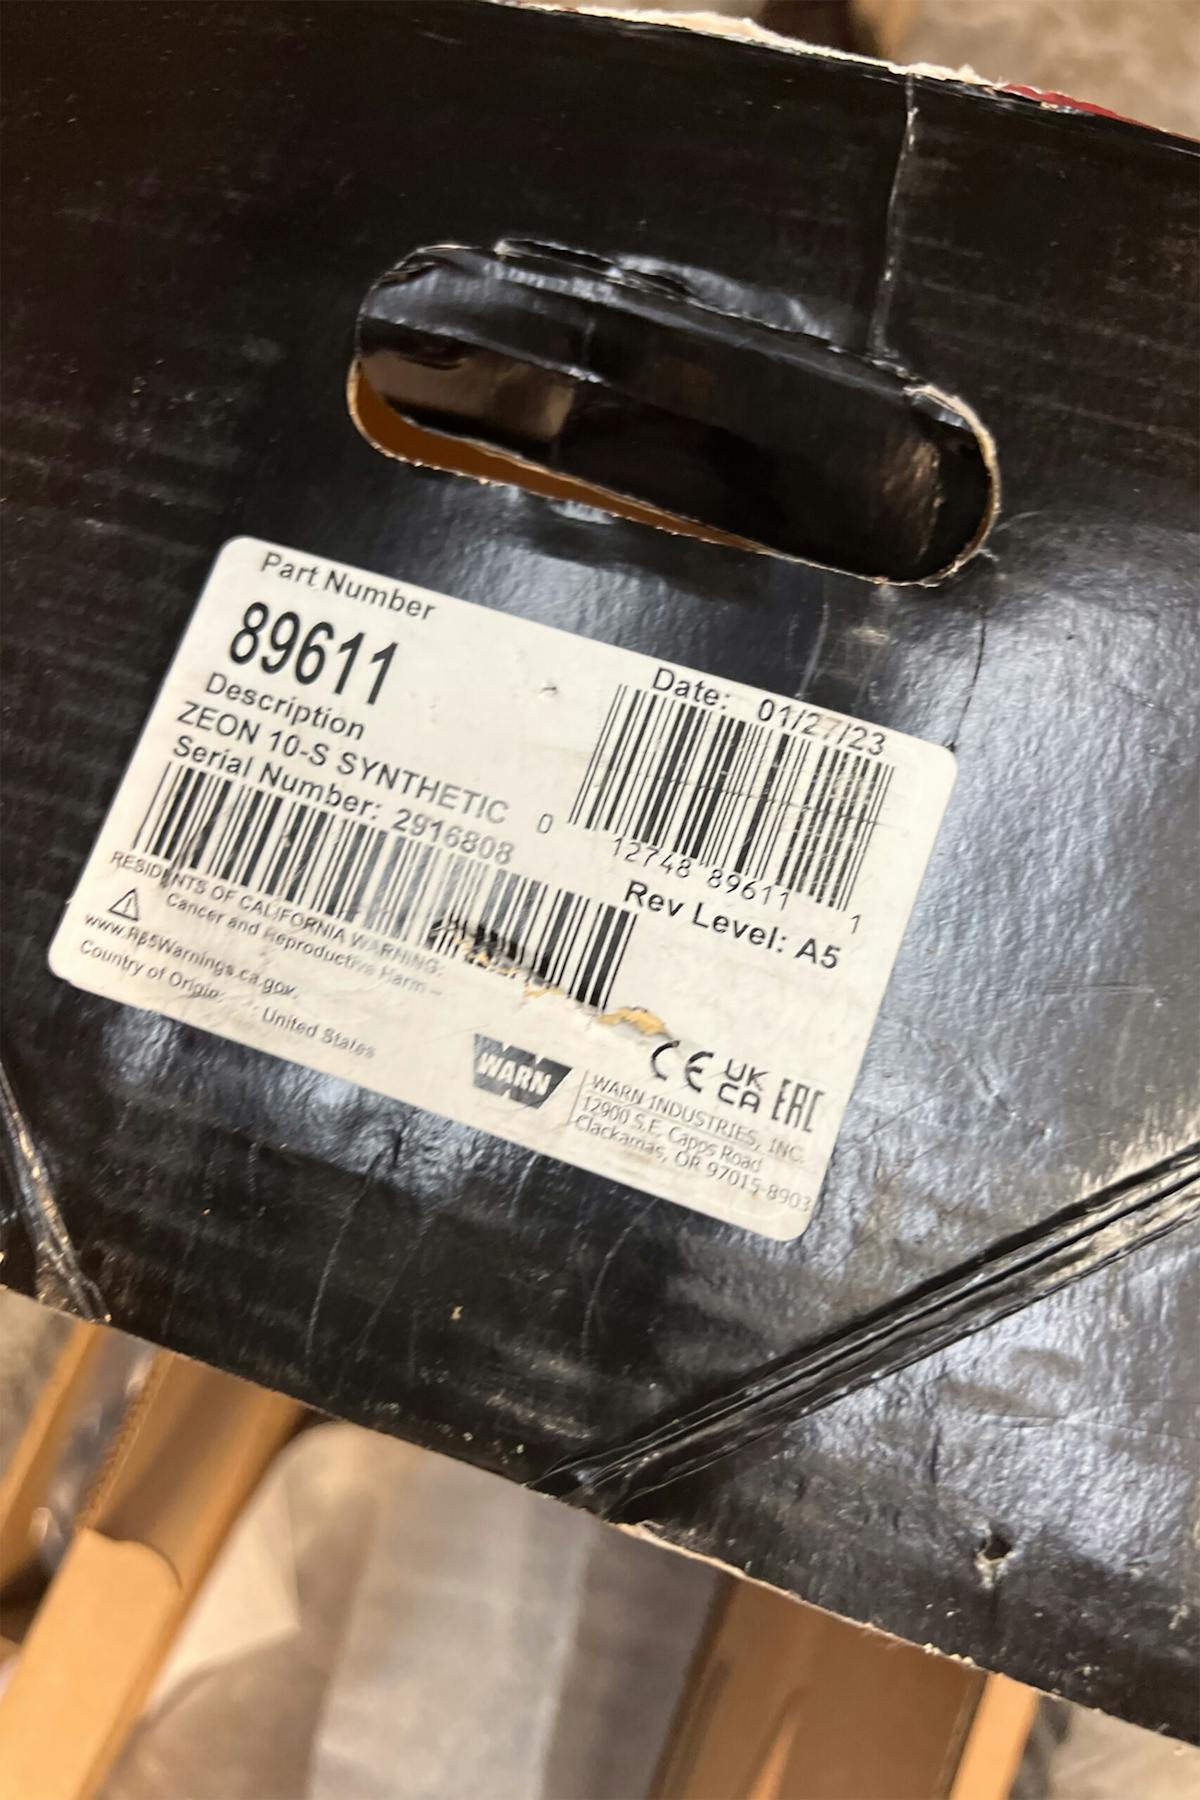 Part Number
89611
Description
ZEON 10-S SYNTHETIC
Serial Number: 2916808
Date: 01/27/23
0 12748 89611 1
Rev Level: A5
RESIDENTS OF CALIFORNIA WARNING:
Cancer and Reproductive Harm –
www.P65Warnings.ca.gov.
Country of Origin: United States
WARN
CE UK CA EAC
WARN INDUSTRIES, INC.
12900 S.E. Capps Road
Clackamas, OR 97015-8903